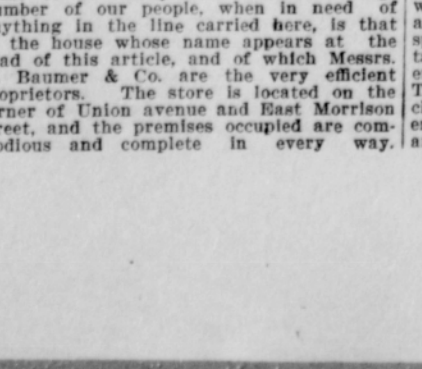 umber of our people, when in need of
ything in the line carried here, is that
the house whose name appears at the
ad of this article, and of which Messrs.
Baumer & Co. are the very efficient
oprietors. The store is located on the
rner of Union avenue and East Morrison
reet, and the premises occupied are com-
odious and complete in every way.